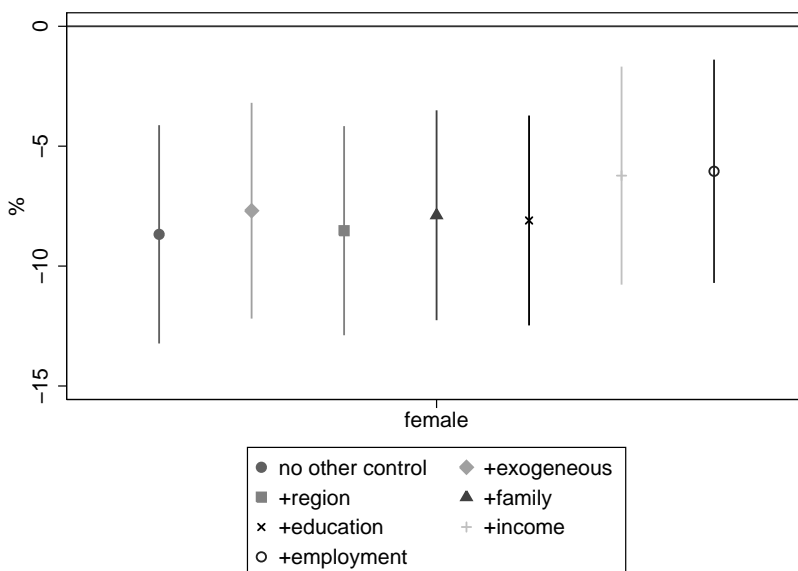 0
−5
−10
−15
%
female
no other control
+exogeneous
+region
+family
+education
+income
+employment